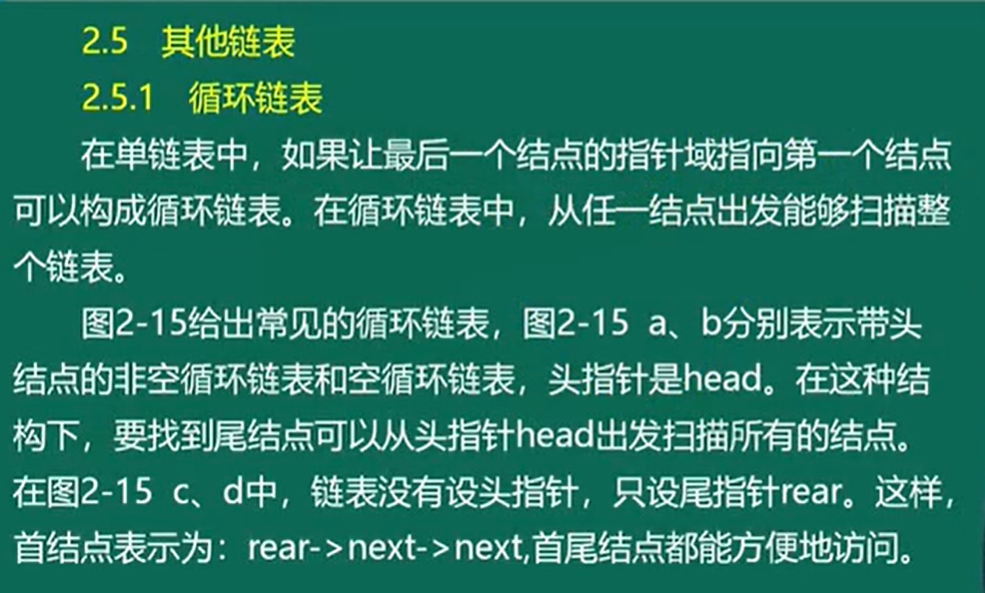 2.5 其他链表
2.5.1 循环链表
在单链表中，如果让最后一个结点的指针域指向第一个结点
可以构成循环链表。在循环链表中，从任一结点出发能够扫描整
个链表。
图2-15给出常见的循环链表，图2-15 a、b分别表示带头
结点的非空循环链表和空循环链表，头指针是head。在这种结
构下，要找到尾结点可以从头指针head出发扫描所有的结点。
在图2-15 c、d中，链表没有设头指针，只设尾指针rear。这样，
首结点表示为：rear->next->next,首尾结点都能方便地访问。